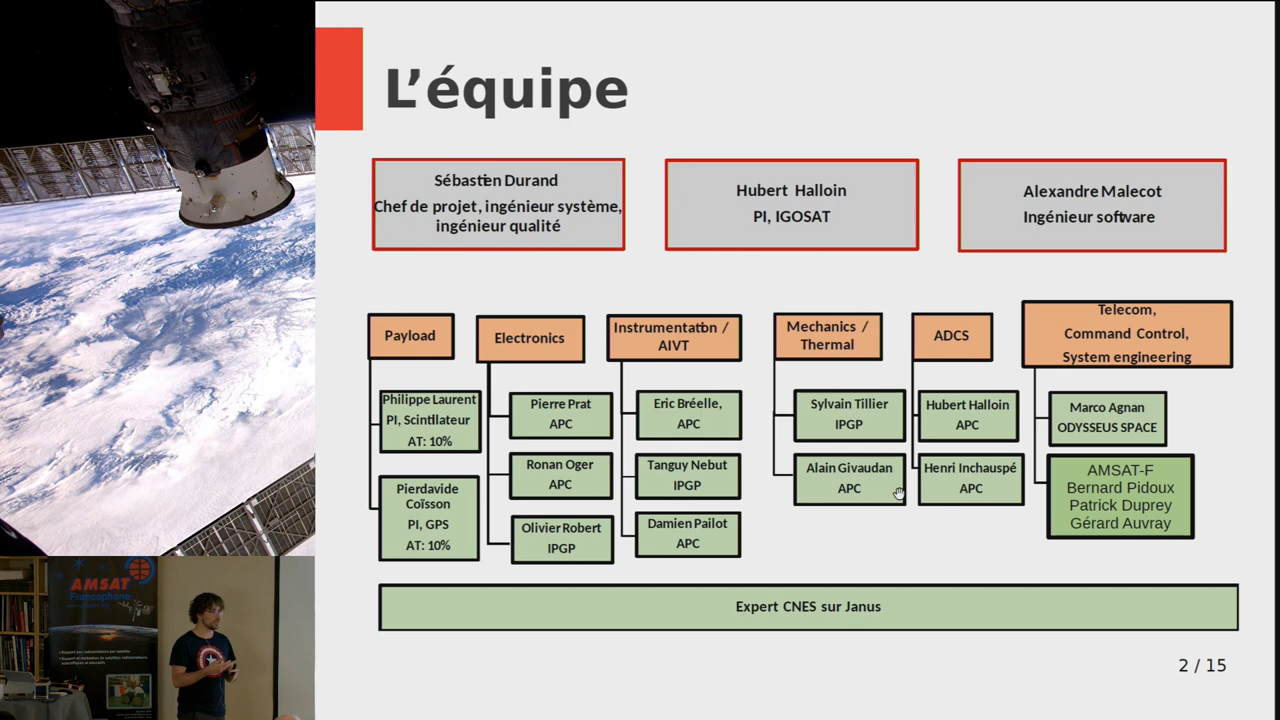 L’équipe
Sébastien Durand
Chef de projet, ingénieur système,
ingénieur qualité
Hubert Halloin
PI, IGOSAT
Alexandre Malecot
Ingénieur software
Payload
Philippe Laurent
PI, Scintllateur
AT: 10%
Pierdavide
Coïsson
PI, GPS
AT: 10%
Electronics
Pierre Prat
APC
Ronan Oger
APC
Olivier Robert
IPGP
Instrumentation /
AIVT
Eric Bréelle,
APC
Tanguy Nebut
IPGP
Damien Pailot
APC
Mechanics /
Thermal
Sylvain Tillier
IPGP
Alain Givaudan
APC
ADCS
Hubert Halloin
APC
Henri Inchauspé
APC
Telecom,
Command Control,
System engineering
Marco Agnan
ODYSSEUS SPACE
AMSAT-F
Bernard Pidoux
Patrick Duprey
Gérard Auvray
Expert CNES sur Janus
2 / 15
AMSAT
Francophone